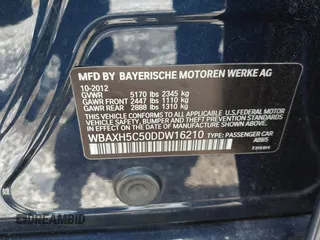 MFD BY BAYERISCHE MOTOREN WERKE AG
10-2012
GVWR 5170 lbs 2345 kg
GAWR FRONT 2447 lbs 1110 kg
GAWR REAR 2888 lbs 1310 kg
THIS VEHICLE CONFORMS TO ALL APPLICABLE U.S. FEDERAL MOTOR
VEHICLE SAFETY, BUMPER, AND THEFT PREVENTION STANDARDS
IN EFFECT ON THE DATE OF MANUFACTURE SHOWN ABOVE.
WBAXH5C50DDW16210 TYPE: PASSENGER CAR
STREAMBID